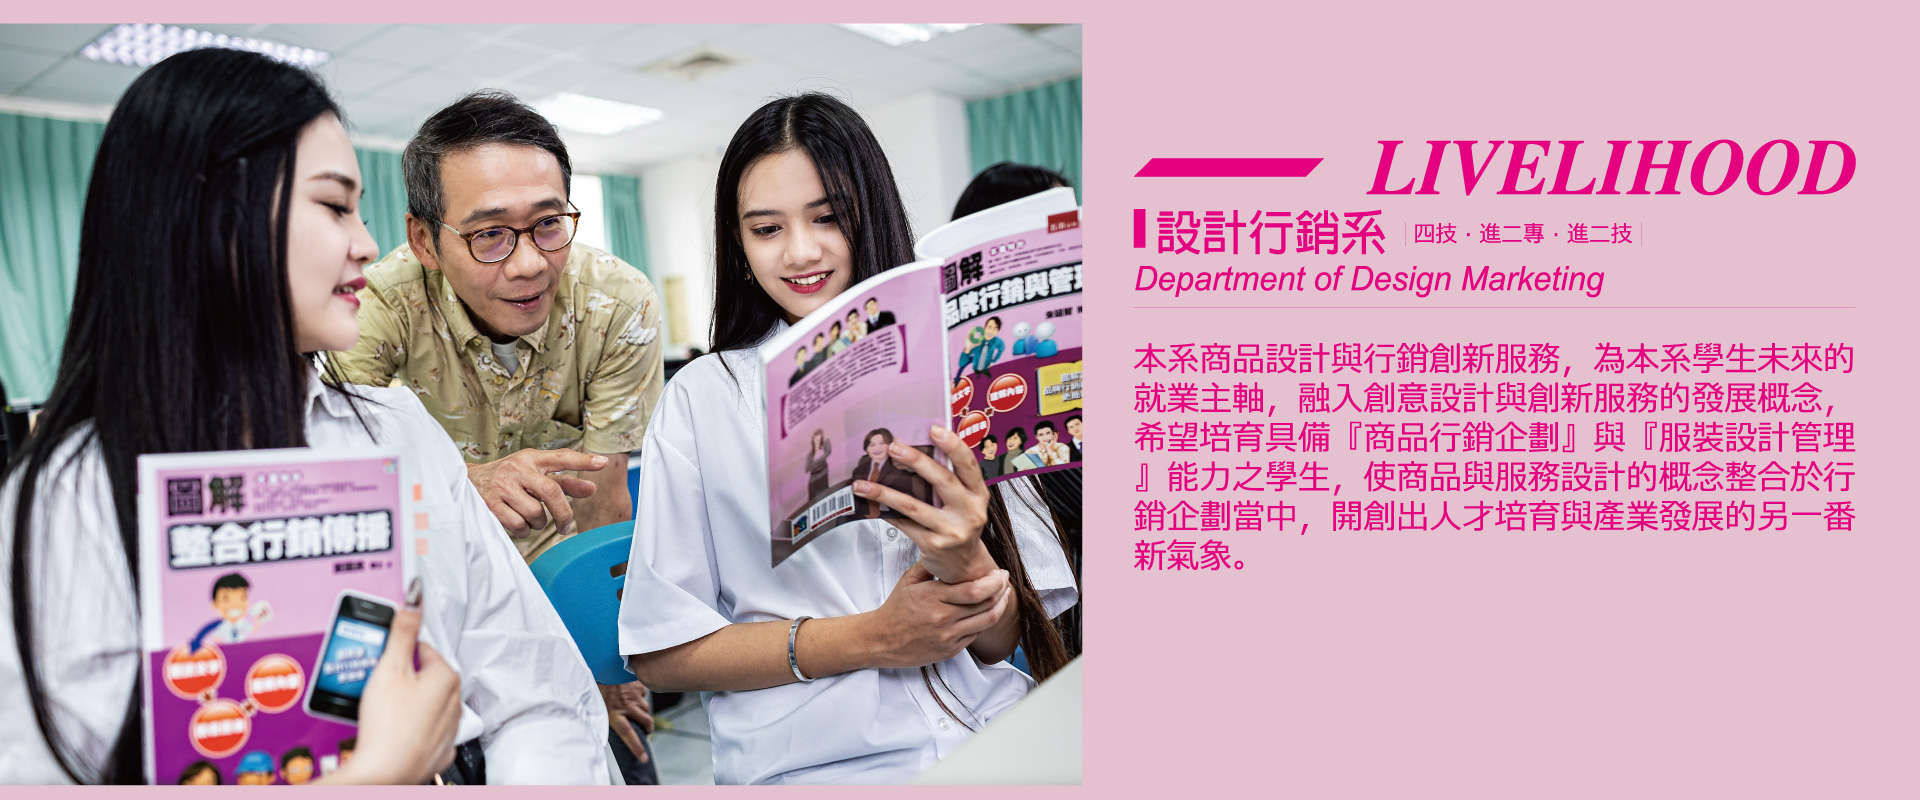 LIVELIHOOD
設計行銷系
四技·進二專·進二技
Department of Design Marketing
本系商品設計與行銷創新服務，為本系學生未來的
就業主軸，融入創意設計與創新服務的發展概念，
希望培育具備『商品行銷企劃』與『服裝設計管理
』能力之學生，使商品與服務設計的概念整合於行
銷企劃當中，開創出人才培育與產業發展的另一番
新氣象。
圖解
整合行銷傳播
圖解
品牌行銷與管理